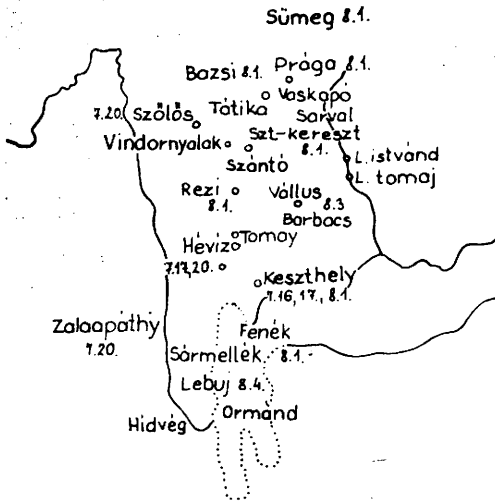 Sümeg 8.1.
Prága 8.1.
Bazsi 8.1.
Vaskapó
Tátika
Sarval
7.20. Szőlős
Szt-kereszt
8.1.
Vindornyalak
L.istvánd
Szántó
L. tomaj
Rezi
8.1.
Vállus
8.3
Barbacs
Tomay
Hévíz
7.17,20.
Keszthely
7.16, 17., 8.1.
Zalaapáthy
7.20.
Fenék
8.1.-
Sármellék
Lebuj 8.4.
Ormánd
Hidvég